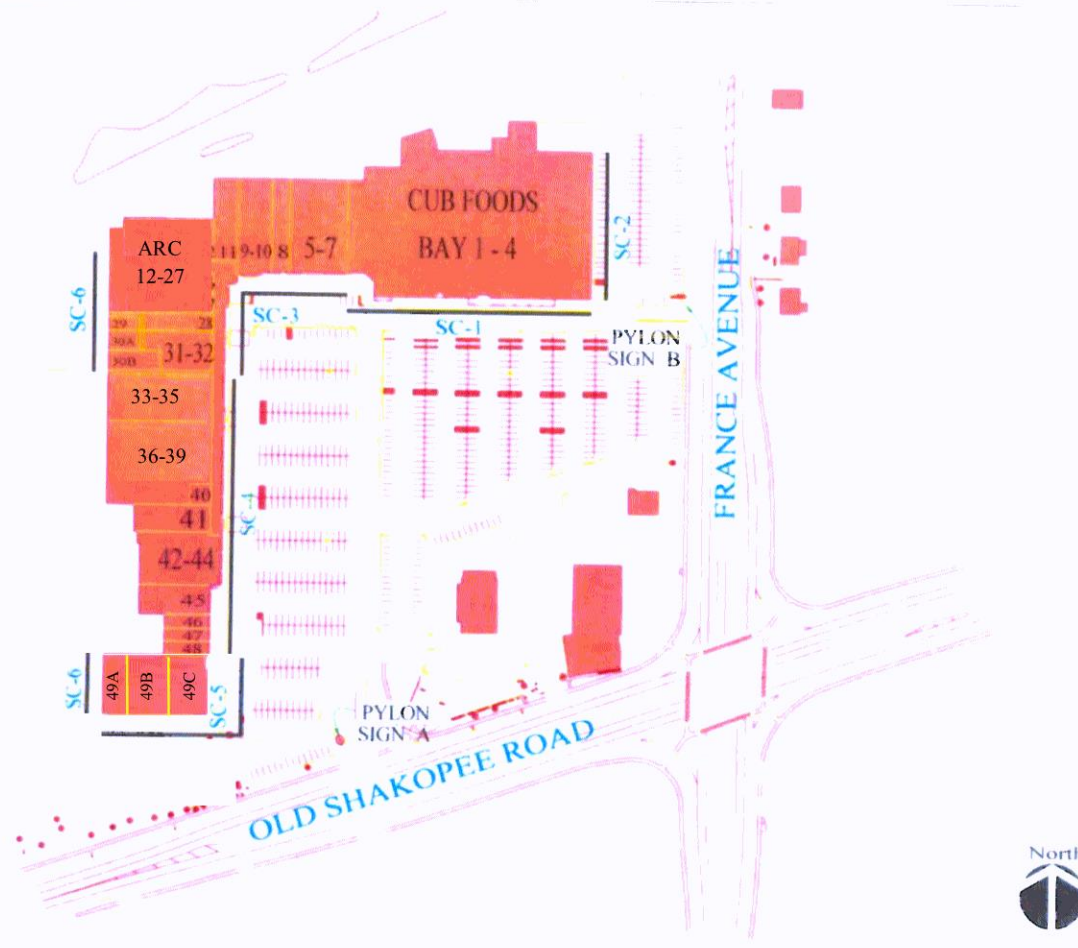 CUB FOODS
BAY 1 - 4
SC-2
ARC
12-27
11 9-10 8 5-7
SC-6
SC-3
SC-1
PYLON
SIGN B
29
28
30A
30B
31-32
FRANCE AVENUE
33-35
36-39
40
SC-4
41
42-44
45
46
47
48
SC-6
49A
49B
49C
SC-5
PYLON
SIGN A
OLD SHAKOPEE ROAD
North